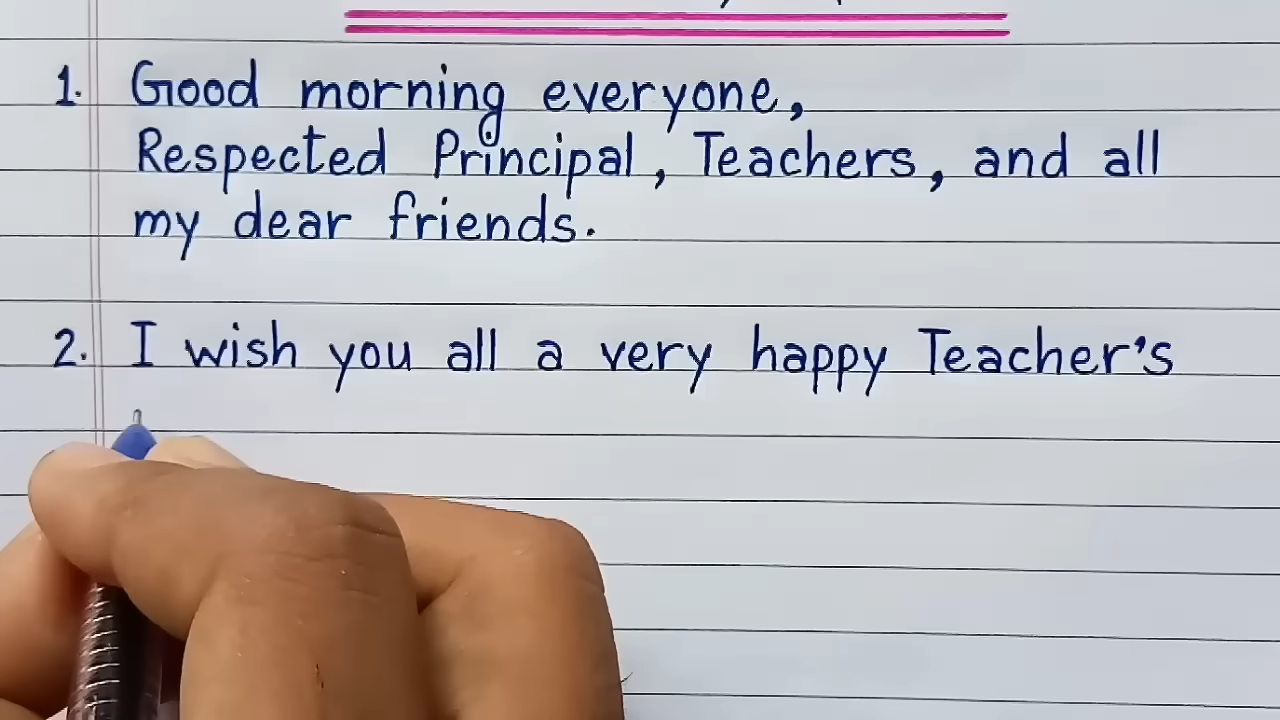 1. Good morning everyone,
Respected Principal, Teachers, and all
my dear friends.
2. I wish you all a very happy Teacher's